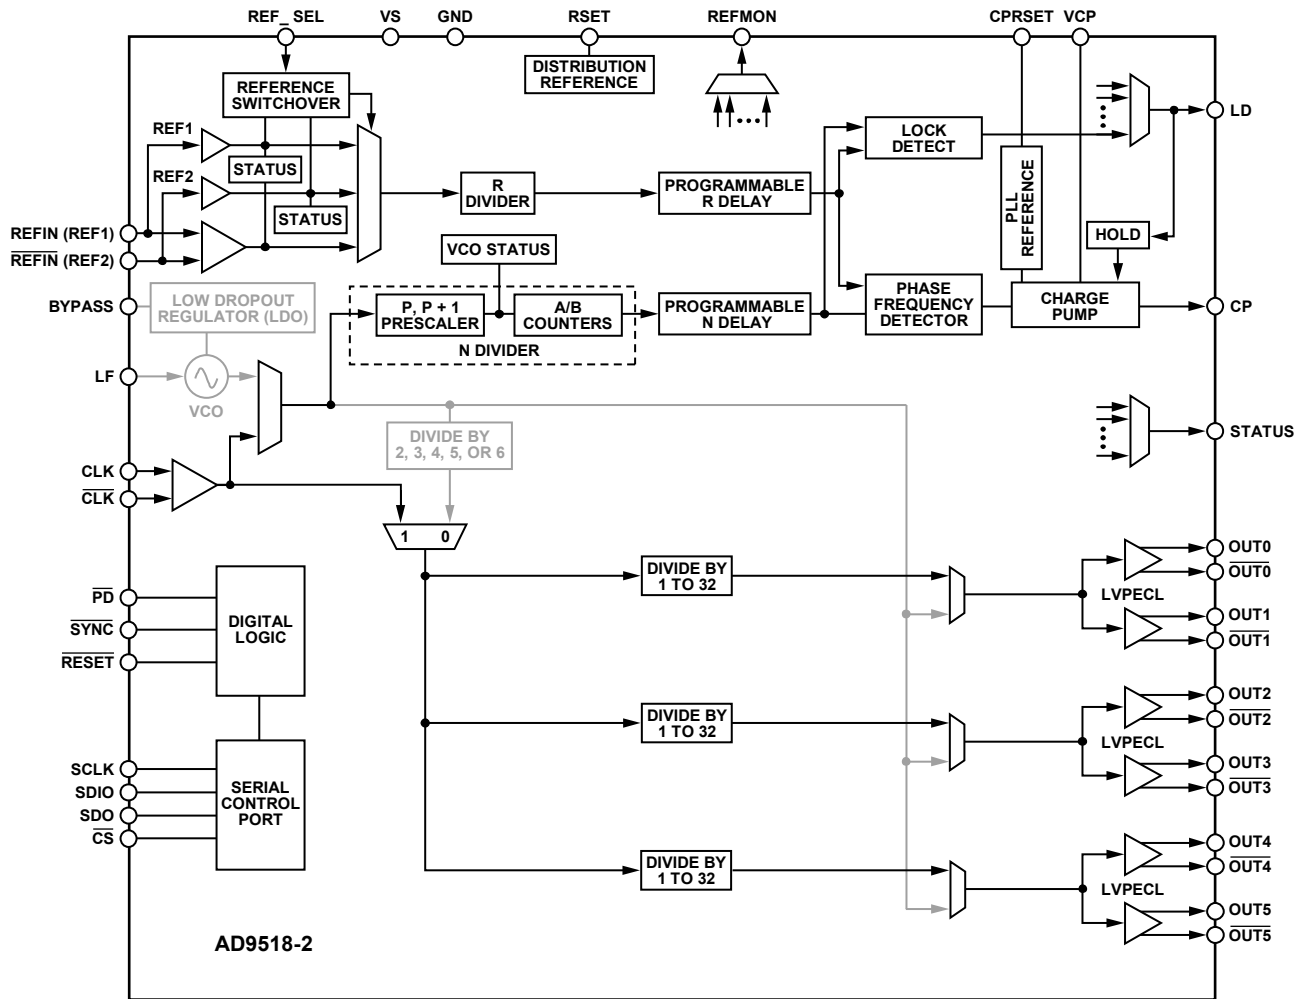 REF_ SEL
VS
GND
RSET
REFMON
CPRSET
VCP
DISTRIBUTION
REFERENCE
REFERENCE
SWITCHOVER
REF1
STATUS
REF2
STATUS
R
DIVIDER
PROGRAMMABLE
R DELAY
LOCK
DETECT
PLL
REFERENCE
LD
HOLD
REFIN (REF1)
REFIN (REF2)
BYPASS
LOW DROPOUT
REGULATOR (LDO)
VCO STATUS
P, P + 1
PRESCALER
A/B
COUNTERS
N DIVIDER
PROGRAMMABLE
N DELAY
PHASE
FREQUENCY
DETECTOR
CHARGE
PUMP
CP
LF
VCO
DIVIDE BY
2, 3, 4, 5, OR 6
STATUS
CLK
CLK
1 0
PD
SYNC
RESET
DIGITAL
LOGIC
DIVIDE BY
1 TO 32
LVPECL
OUT0
OUT0
OUT1
OUT1
DIVIDE BY
1 TO 32
LVPECL
OUT2
OUT2
OUT3
OUT3
SCLK
SDIO
SDO
CS
SERIAL
CONTROL
PORT
DIVIDE BY
1 TO 32
LVPECL
OUT4
OUT4
OUT5
OUT5
AD9518-2